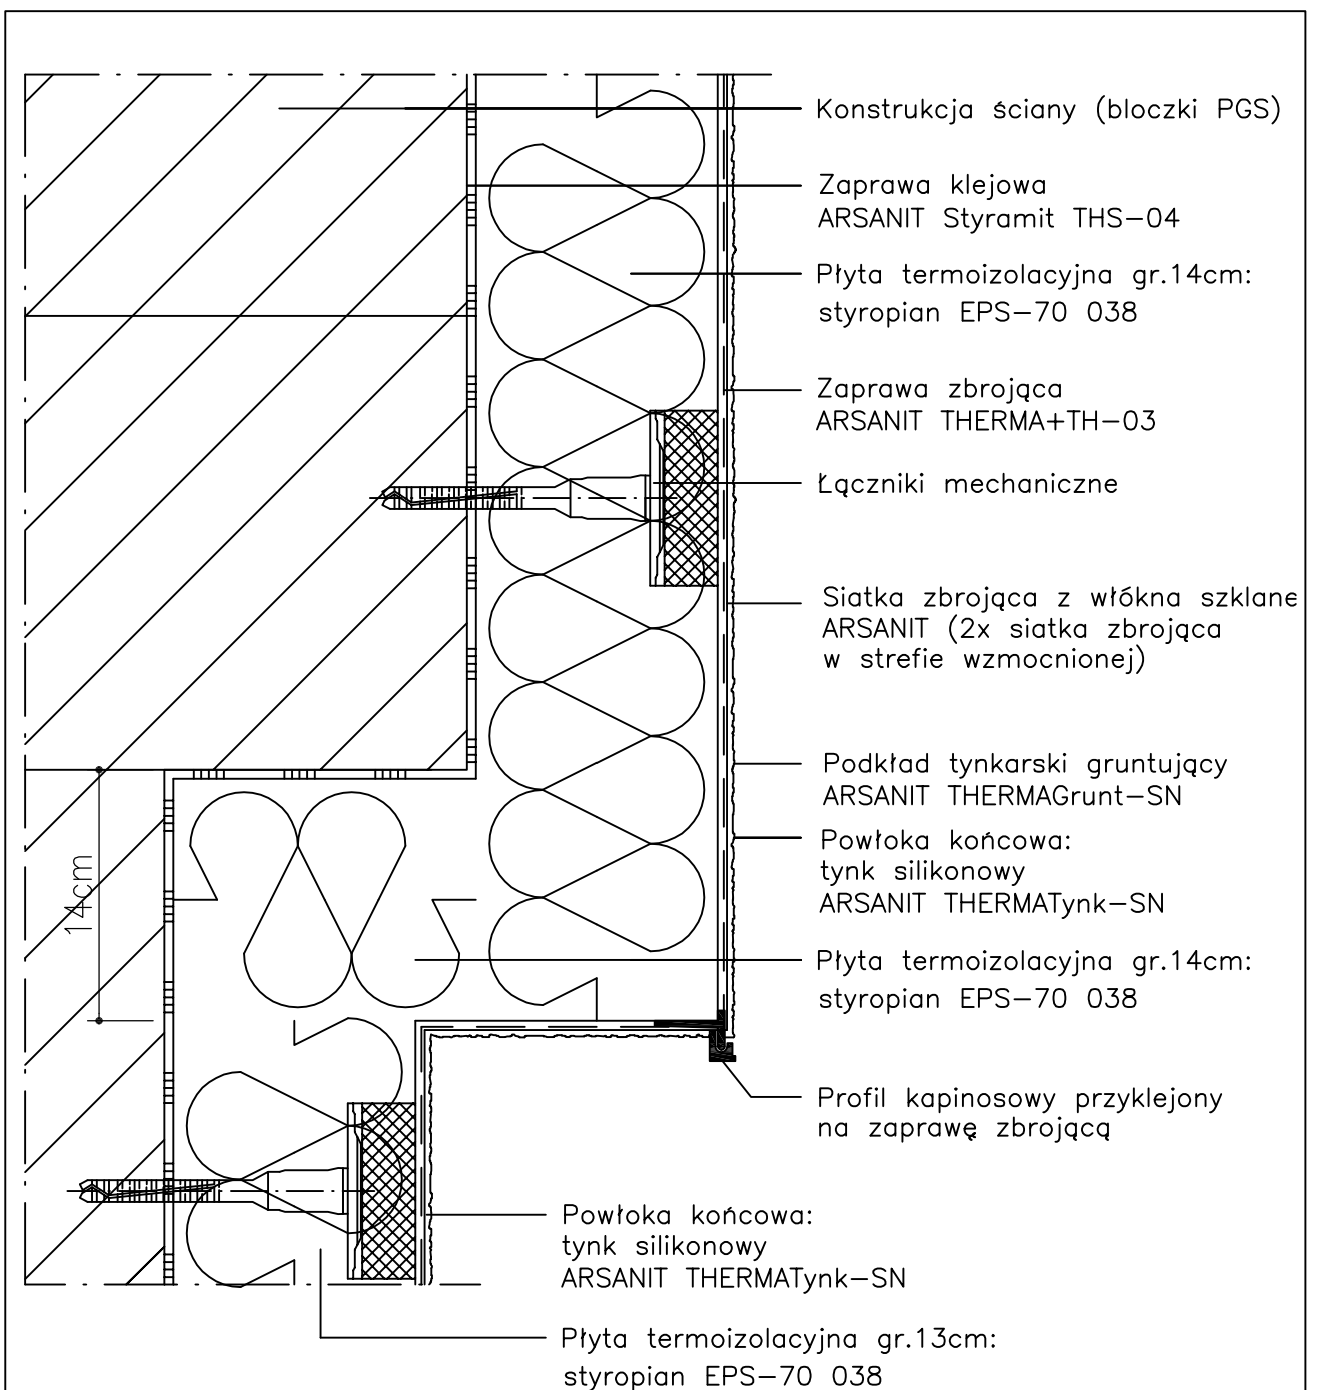 Konstrukcja ściany (bloczki PGS)
Zaprawa klejowa
ARSANIT Styramit THS-04
Płyta termoizolacyjna gr.14cm:
styropian EPS-70 038
Zaprawa zbrojąca
ARSANIT THERMA+TH-03
Łączniki mechaniczne
Siatka zbrojąca z włókna szklane
ARSANIT (2x siatka zbrojąca
w strefie wzmocnionej)
Podkład tynkarski gruntujący
ARSANIT THERMAGrunt-SN
Powłoka końcowa:
tynk silikonowy
ARSANIT THERMATynk-SN
14cm
Płyta termoizolacyjna gr.14cm:
styropian EPS-70 038
Profil kapinosowy przyklejony
na zaprawę zbrojącą
Powłoka końcowa:
tynk silikonowy
ARSANIT THERMATynk-SN
Płyta termoizolacyjna gr.13cm:
styropian EPS-70 038